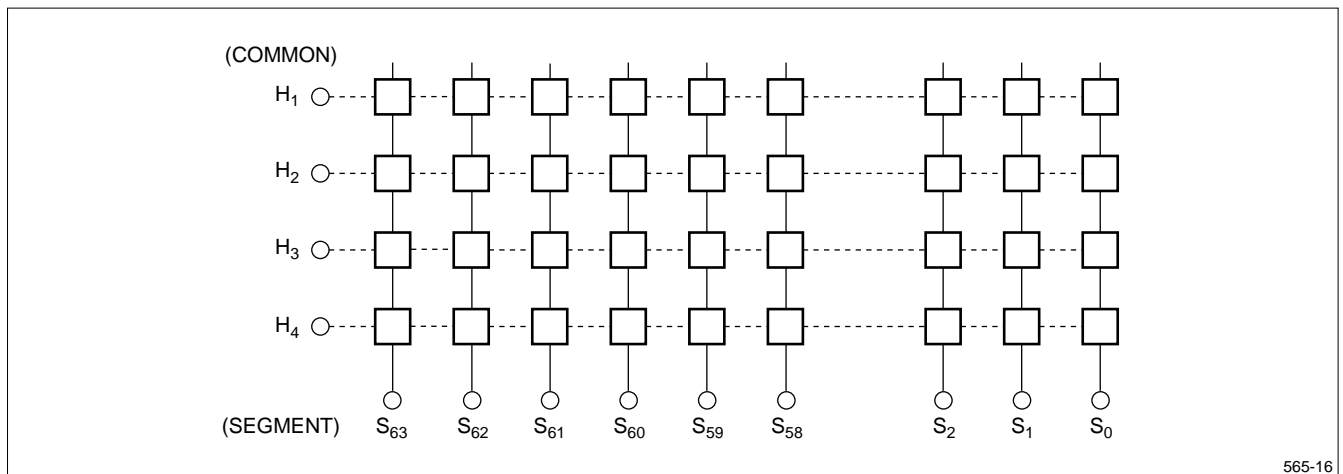 (COMMON)
H1
H2
H3
H4
(SEGMENT) S63 S62 S61 S60 S59 S58 S2 S1 S0
565-16